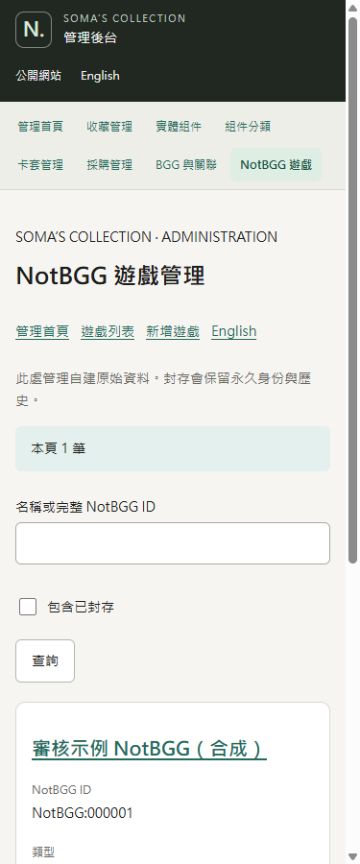 N.
SOMA'S COLLECTION
管理後台
公開網站 English
管理首頁 收藏管理 實體組件 組件分類
卡套管理 採購管理 BGG 與關聯 NotBGG 遊戲
SOMA'S COLLECTION · ADMINISTRATION
NotBGG 遊戲管理
管理首頁 遊戲列表 新增遊戲 English
此處管理自建原始資料。封存會保留永久身份與歷
史。
本頁 1 筆
名稱或完整 NotBGG ID
包含已封存
查詢
審核示例 NotBGG（合成）
NotBGG ID
NotBGG:000001
類型